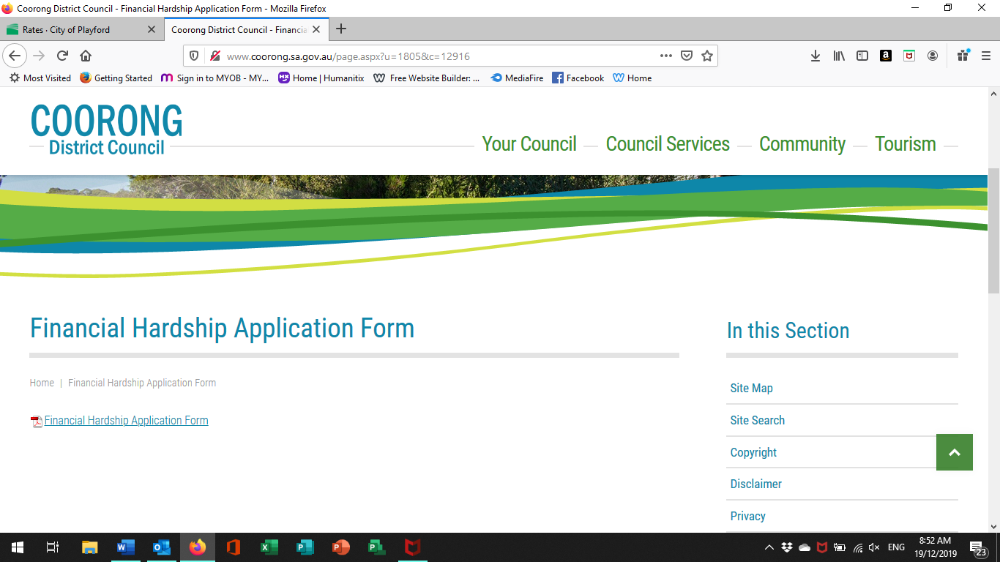 Coorong District Council - Financial Hardship Application Form - Mozilla Firefox
Rates · City of Playford
Coorong District Council - Financia
www.coorong.sa.gov.au/page.aspx?u=1805&c=12916
Most Visited
Getting Started
Sign in to MYOB - MY...
Home | Humanitix
Free Website Builder: ...
MediaFire
Facebook
Home
COORONG
District Council
Your Council
Council Services
Community
Tourism
Financial Hardship Application Form
Home | Financial Hardship Application Form
Financial Hardship Application Form
In this Section
Site Map
Site Search
Copyright
Disclaimer
Privacy
ENG
8:52 AM
19/12/2019
23